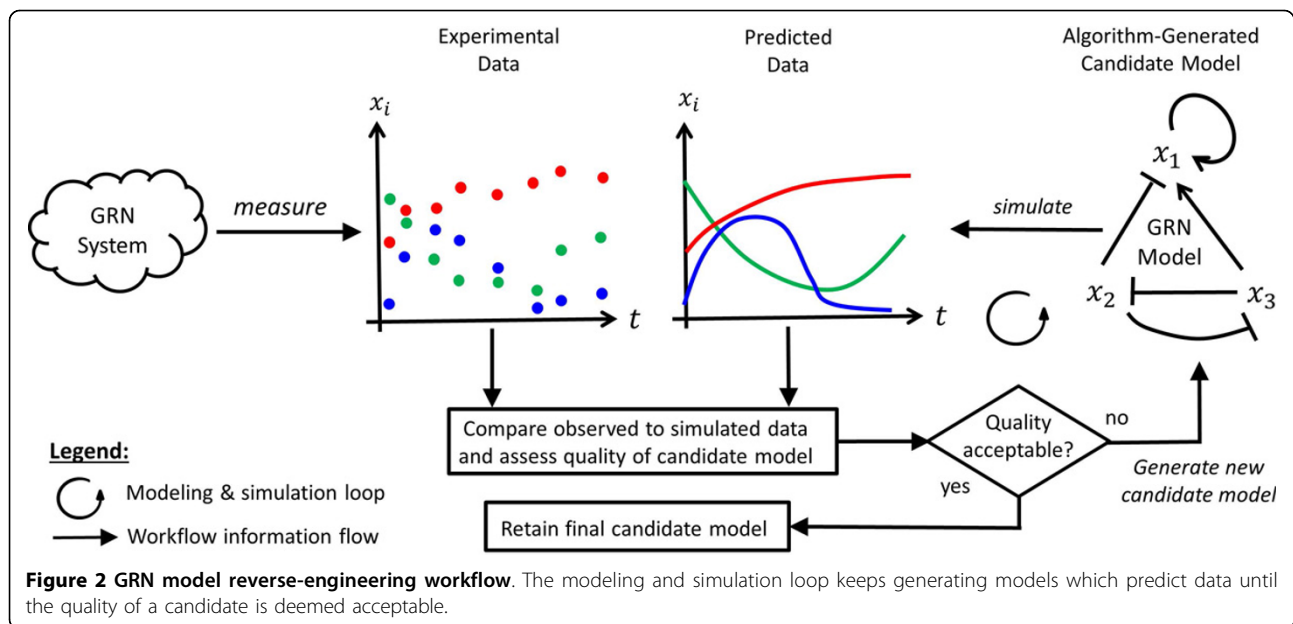 Experimental
Data
Predicted
Data
Algorithm-Generated
Candidate Model
GRN
System
measure
x_i
t
x_i
t
simulate
x_1
GRN
Model
x_2
x_3
Compare observed to simulated data
and assess quality of candidate model
Quality
acceptable?
no
yes
Generate new
candidate model
Retain final candidate model
Legend:
Modeling & simulation loop
Workflow information flow
Figure 2 GRN model reverse-engineering workflow. The modeling and simulation loop keeps generating models which predict data until
the quality of a candidate is deemed acceptable.